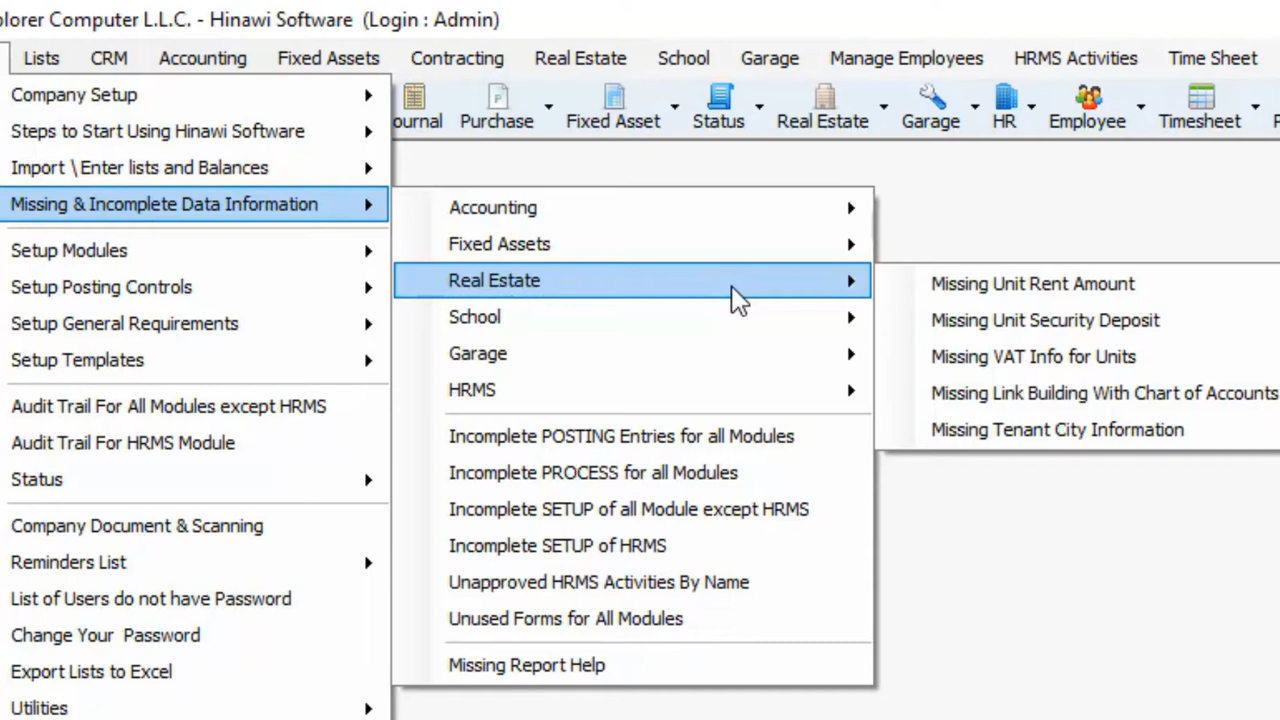 plorer Computer L.L.C. - Hinawi Software (Login : Admin)
Lists CRM Accounting Fixed Assets Contracting Real Estate School Garage Manage Employees HRMS Activities Time Sheet
ournal Purchase Fixed Asset Status Real Estate Garage HR Employee Timesheet
Company Setup
Steps to Start Using Hinawi Software
Import \Enter lists and Balances
Missing & Incomplete Data Information
Setup Modules
Setup Posting Controls
Setup General Requirements
Setup Templates
Audit Trail For All Modules except HRMS
Audit Trail For HRMS Module
Status
Company Document & Scanning
Reminders List
List of Users do not have Password
Change Your Password
Export Lists to Excel
Utilities
Accounting
Fixed Assets
Real Estate
School
Garage
HRMS
Incomplete POSTING Entries for all Modules
Incomplete PROCESS for all Modules
Incomplete SETUP of all Module except HRMS
Incomplete SETUP of HRMS
Unapproved HRMS Activities By Name
Unused Forms for All Modules
Missing Report Help
Missing Unit Rent Amount
Missing Unit Security Deposit
Missing VAT Info for Units
Missing Link Building With Chart of Accounts
Missing Tenant City Information